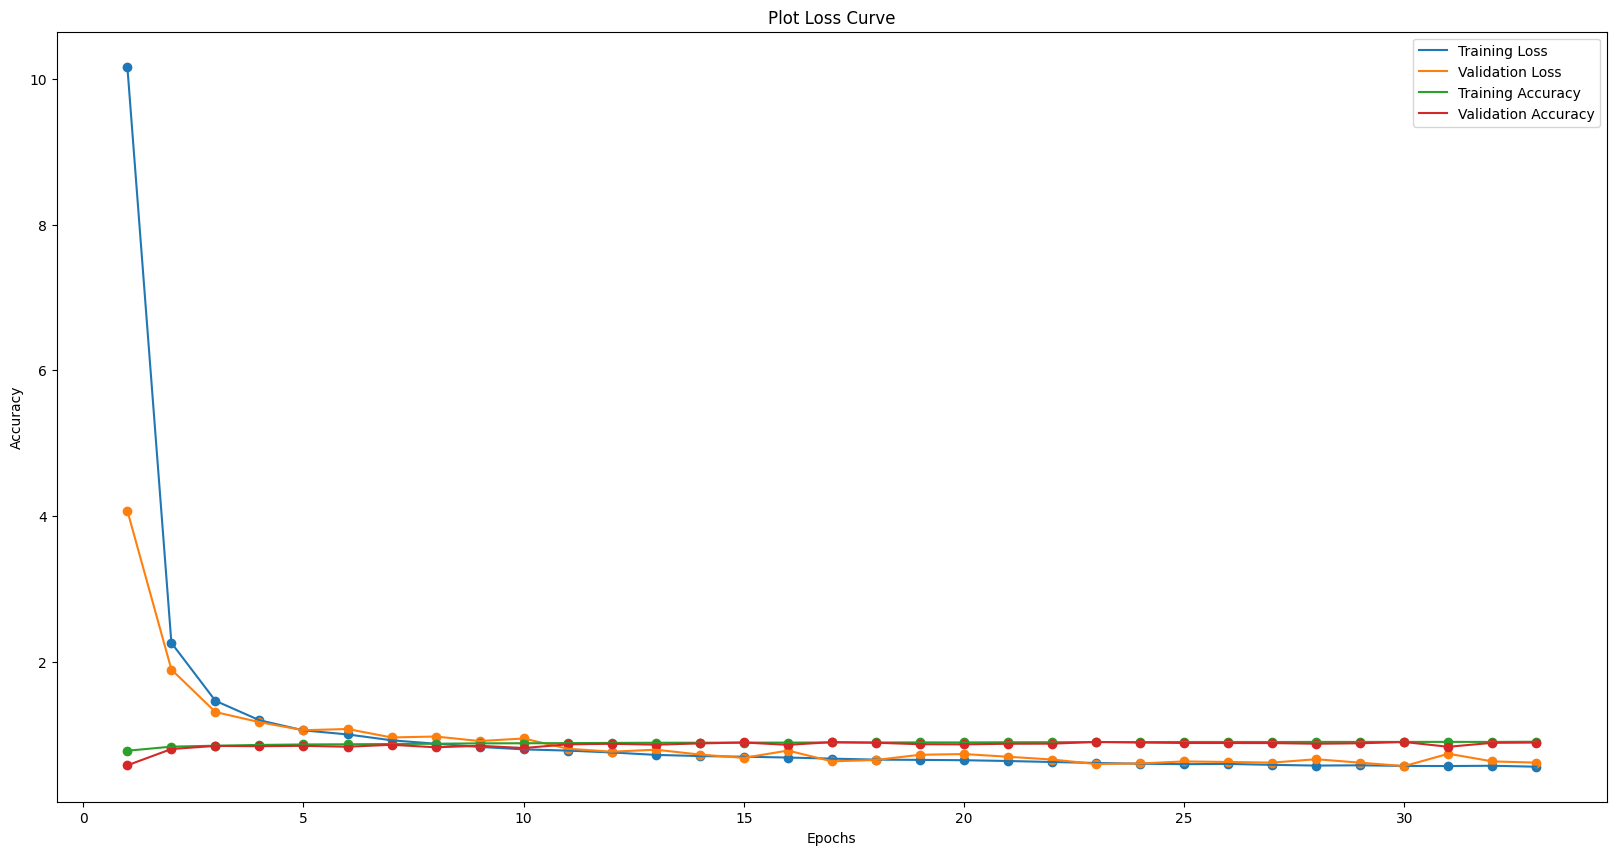 Plot Loss Curve
Training Loss
Validation Loss
Training Accuracy
Validation Accuracy
10
8
6
4
2
Accuracy
0 5 10 15 20 25 30
Epochs